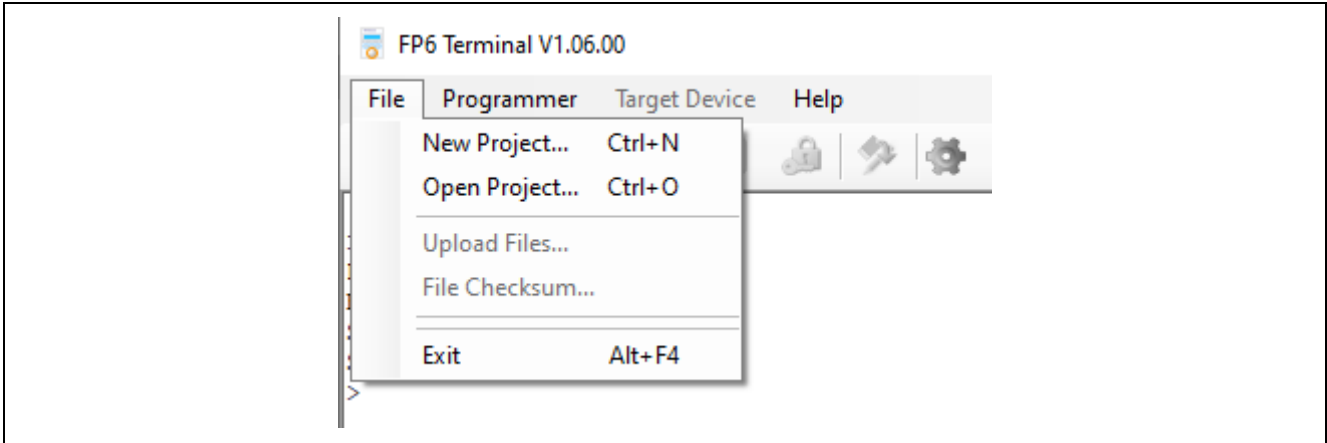 FP6 Terminal V1.06.00
File Programmer Target Device Help
New Project... Ctrl+N
Open Project... Ctrl+O
Upload Files...
File Checksum...
Exit Alt+F4
>